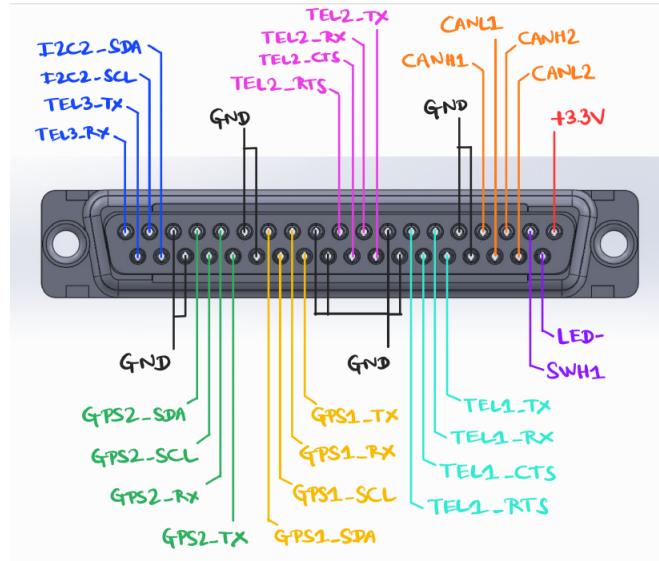 TEL2_TX
TEL2_RX
TEL2_CTS
TEL2_RTS
I2C2_SDA
I2C2_SCL
TEL3_TX
TEL3_RX
GND
CANL1
CANH2
CANH1
CANL2
GND
+3.3V
GND
GND
LED-
SWH1
GPS2_SDA
GPS2_SCL
GPS2_RX
GPS2_TX
GPS1_TX
GPS1_RX
GPS1_SCL
GPS1_SDA
TEL1_TX
TEL1_RX
TEL1_CTS
TEL1_RTS